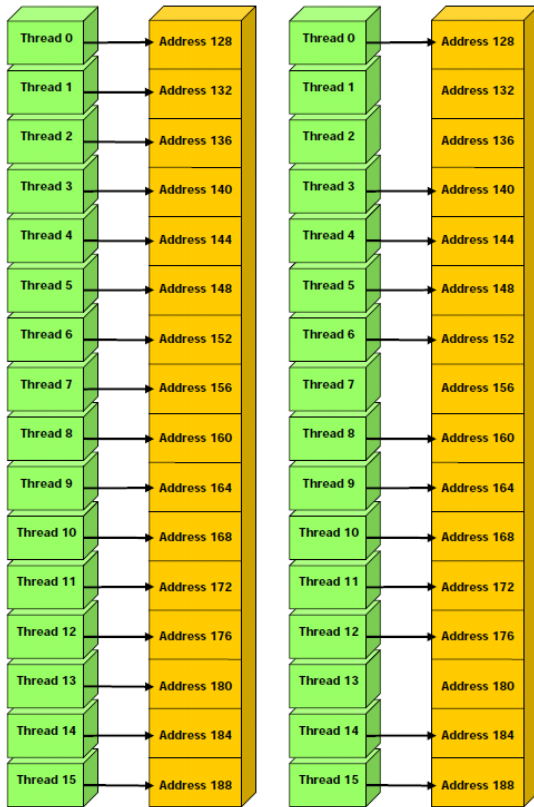 Thread 0 Address 128 Thread 0 Address 128
Thread 1 Address 132 Thread 1 Address 132
Thread 2 Address 136 Thread 2 Address 136
Thread 3 Address 140 Thread 3 Address 140
Thread 4 Address 144 Thread 4 Address 144
Thread 5 Address 148 Thread 5 Address 148
Thread 6 Address 152 Thread 6 Address 152
Thread 7 Address 156 Thread 7 Address 156
Thread 8 Address 160 Thread 8 Address 160
Thread 9 Address 164 Thread 9 Address 164
Thread 10 Address 168 Thread 10 Address 168
Thread 11 Address 172 Thread 11 Address 172
Thread 12 Address 176 Thread 12 Address 176
Thread 13 Address 180 Thread 13 Address 180
Thread 14 Address 184 Thread 14 Address 184
Thread 15 Address 188 Thread 15 Address 188